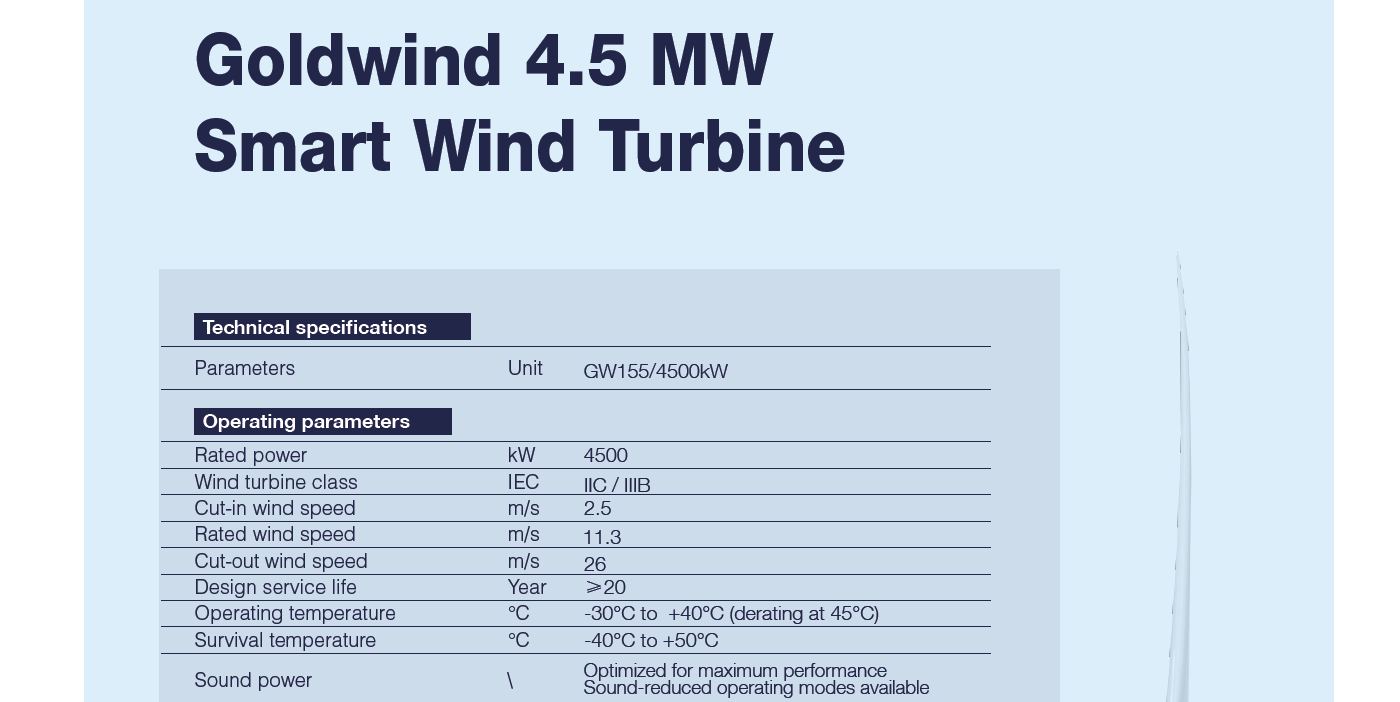 Goldwind 4.5 MW
Smart Wind Turbine
Technical specifications
Parameters Unit GW155/4500kW
Operating parameters
Rated power kW 4500
Wind turbine class IEC IIC / IIIB
Cut-in wind speed m/s 2.5
Rated wind speed m/s 11.3
Cut-out wind speed m/s 26
Design service life Year ⩾20
Operating temperature °C -30°C to +40°C (derating at 45°C)
Survival temperature °C -40°C to +50°C
Sound power \ Optimized for maximum performance
Sound-reduced operating modes available